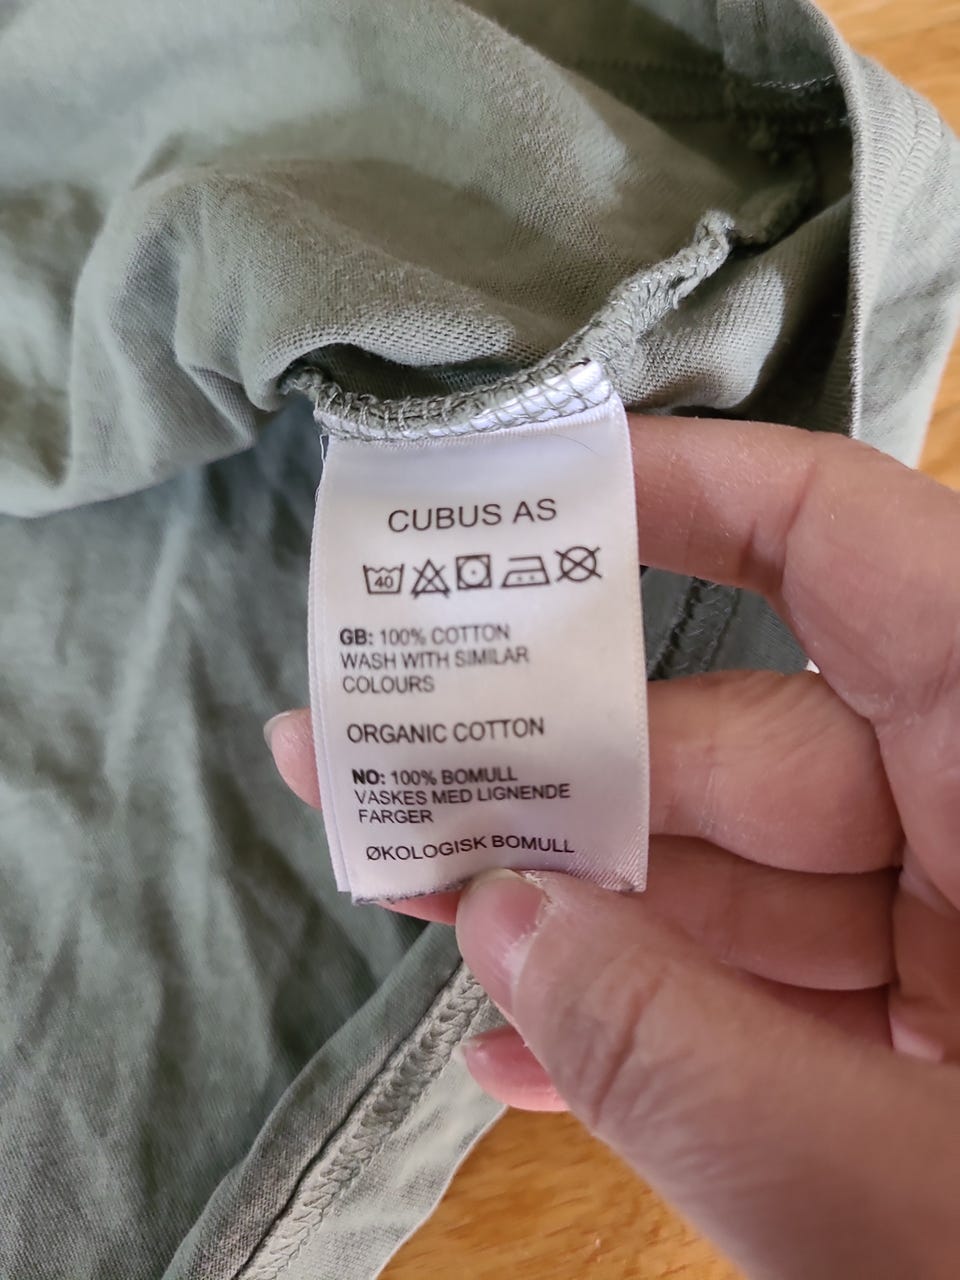 CUBUS AS
40
GB: 100% COTTON
WASH WITH SIMILAR
COLOURS
ORGANIC COTTON
NO: 100% BOMULL
VASKES MED LIGNENDE
FARGER
ØKOLOGISK BOMULL